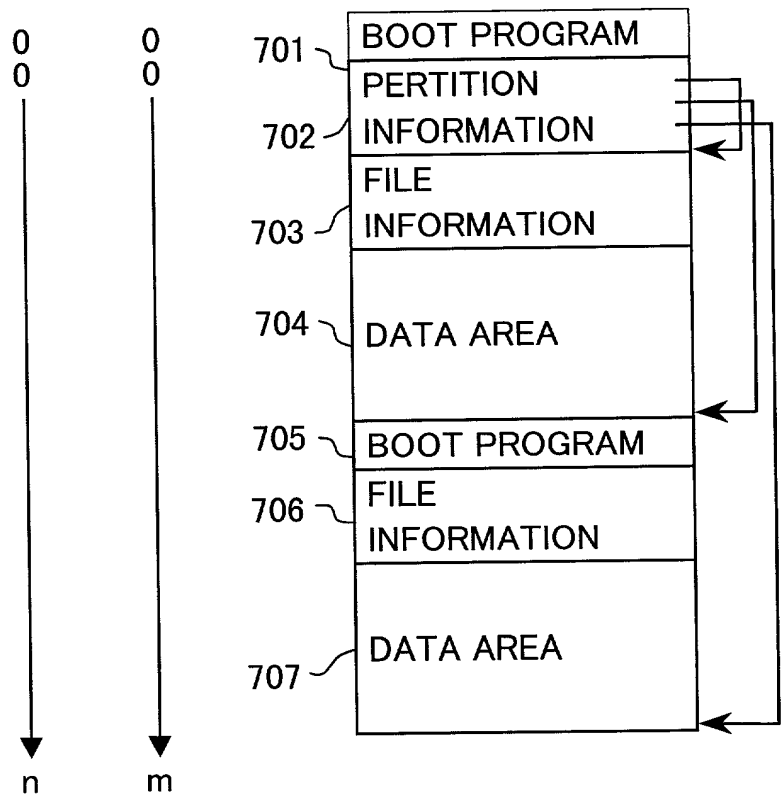 0 0
0 0
701 BOOT PROGRAM
702 PERTITION
INFORMATION
703 FILE
INFORMATION
704 DATA AREA
705 BOOT PROGRAM
706 FILE
INFORMATION
707 DATA AREA
n m